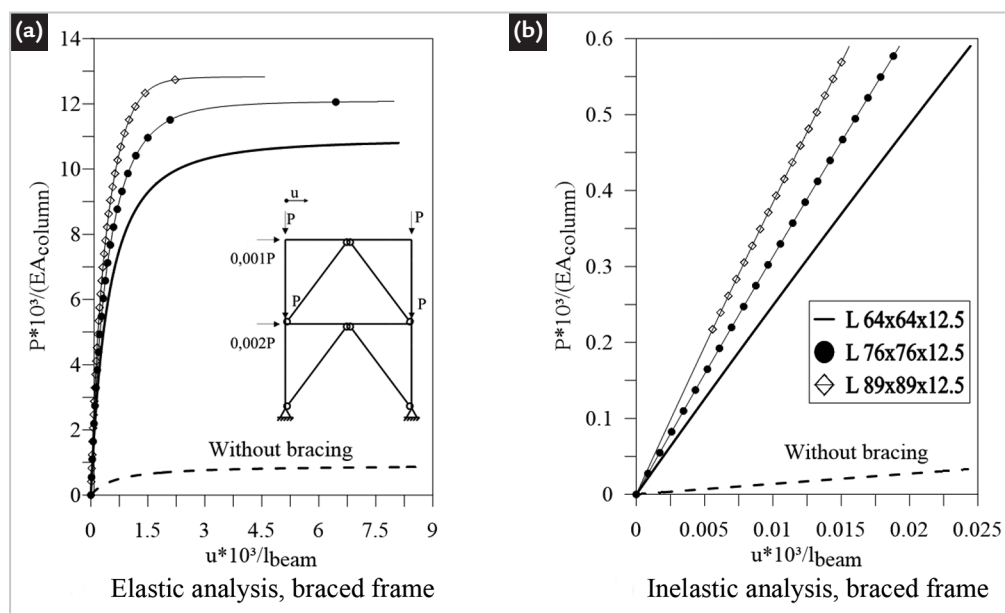 (a)
14
12
10
8
6
4
2
0
P*10³/(EAcolumn)
u
P
P
0,001P
P
P
0,002P
Without bracing
0
1.5
3
4.5
6
7.5
9
u*10³/lbeam
Elastic analysis, braced frame
(b)
0.6
0.5
0.4
0.3
0.2
0.1
0
P*10³/(EAcolumn)
L 64x64x12.5
L 76x76x12.5
L 89x89x12.5
Without bracing
0
0.005
0.01
0.015
0.02
0.025
u*10³/lbeam
Inelastic analysis, braced frame